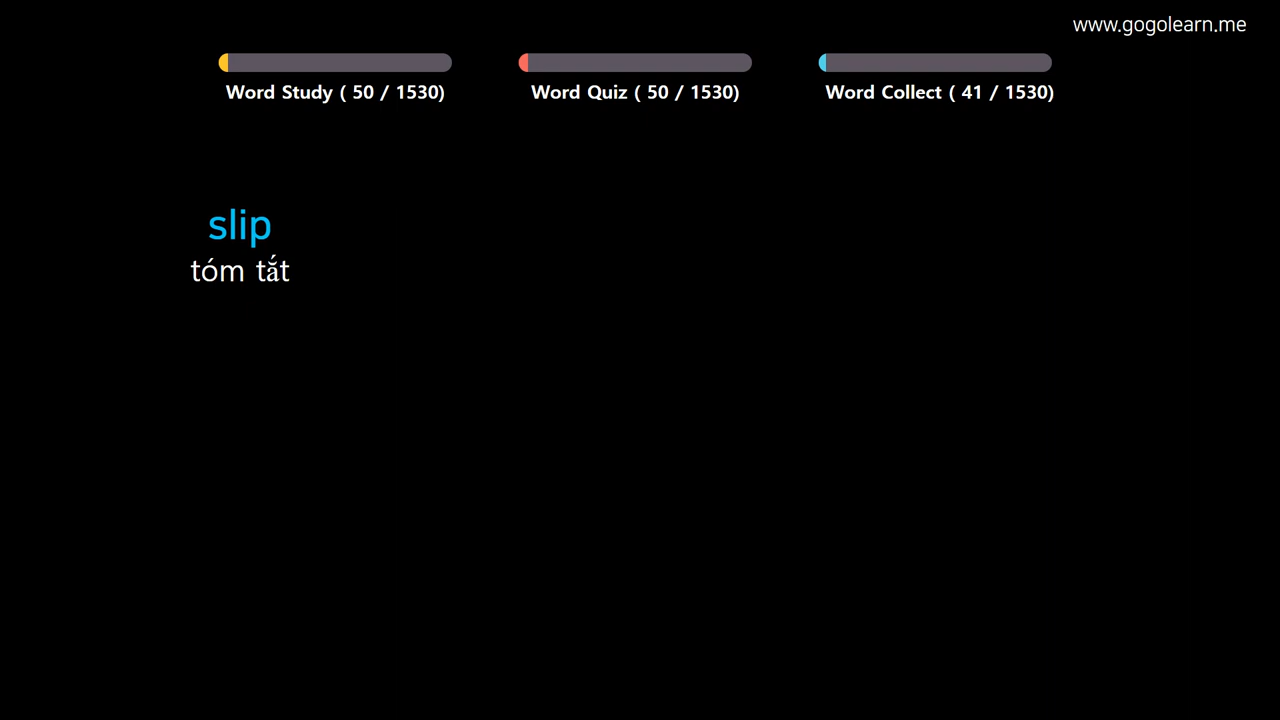 www.gogolearn.me
Word Study ( 50 / 1530)
Word Quiz ( 50 / 1530)
Word Collect ( 41 / 1530)
slip
tóm tắt